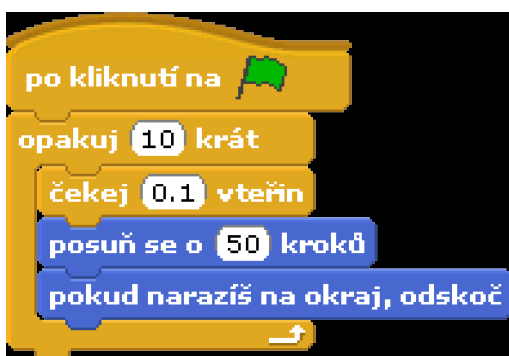 po kliknutí na
opakuj 10 krát
čekej 0.1 vteřin
posuň se o 50 kroků
pokud narazíš na okraj, odskoč